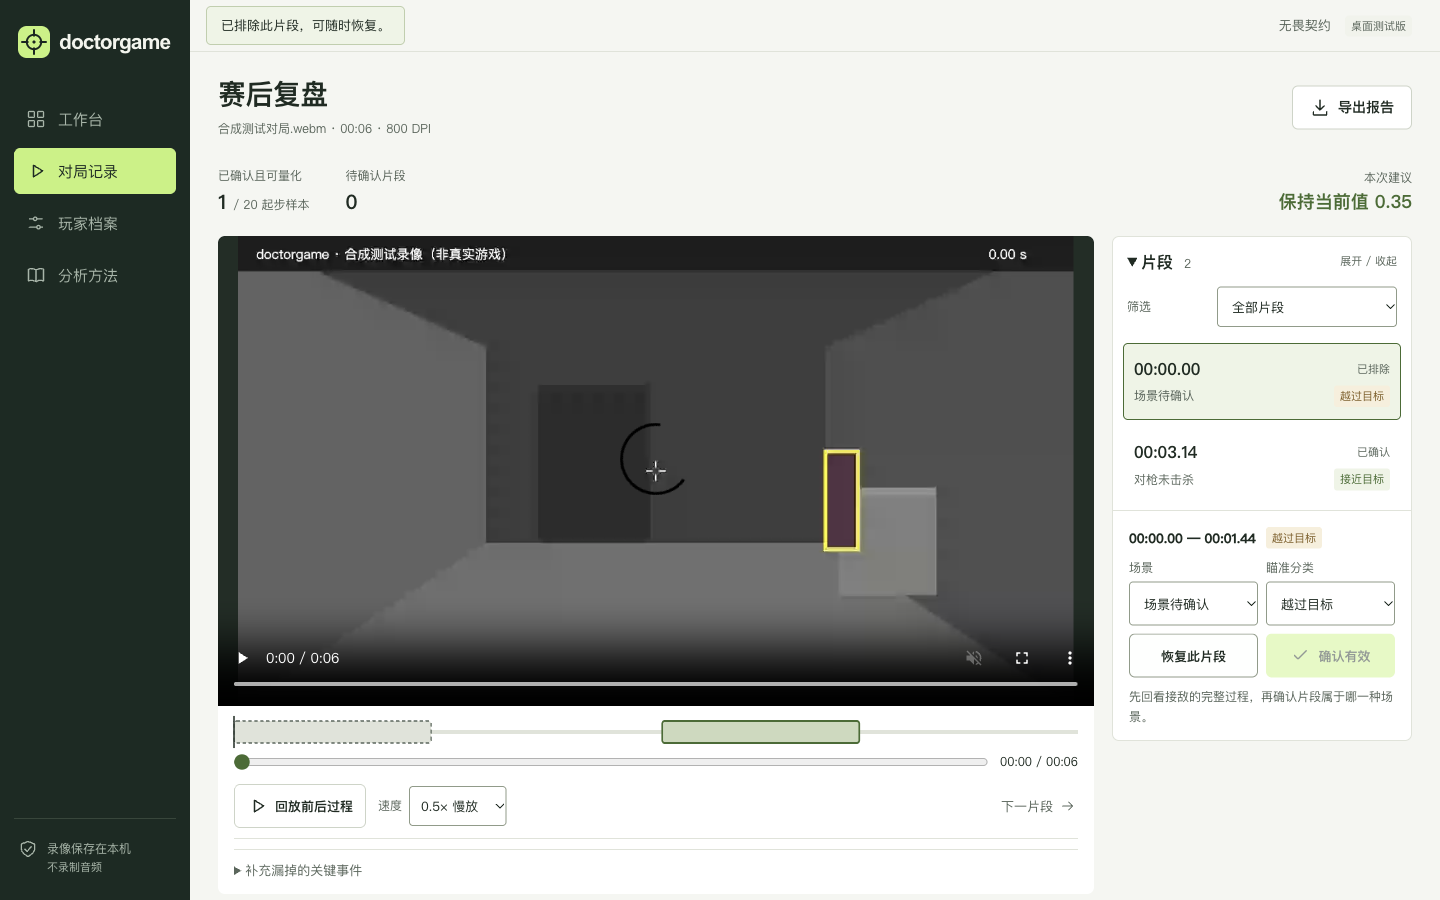 doctorgame
工作台
对局记录
玩家档案
分析方法
录像保存在本机
不录制音频
已排除此片段，可随时恢复。
无畏契约
桌面测试版
赛后复盘
合成测试对局.webm · 00:06 · 800 DPI
导出报告
已确认且可量化
待确认片段
1 / 20 起步样本
0
本次建议
保持当前值 0.35
doctorgame · 合成测试录像（非真实游戏）
0.00 s
0:00 / 0:06
00:00 / 00:06
回放前后过程
速度
0.5× 慢放
下一片段
补充漏掉的关键事件
片段 2
展开 / 收起
筛选
全部片段
00:00.00
已排除
场景待确认
越过目标
00:03.14
已确认
对枪未击杀
接近目标
00:00.00 — 00:01.44
越过目标
场景
瞄准分类
场景待确认
越过目标
恢复此片段
确认有效
先回看接敌的完整过程，再确认片段属于哪一种场
景。